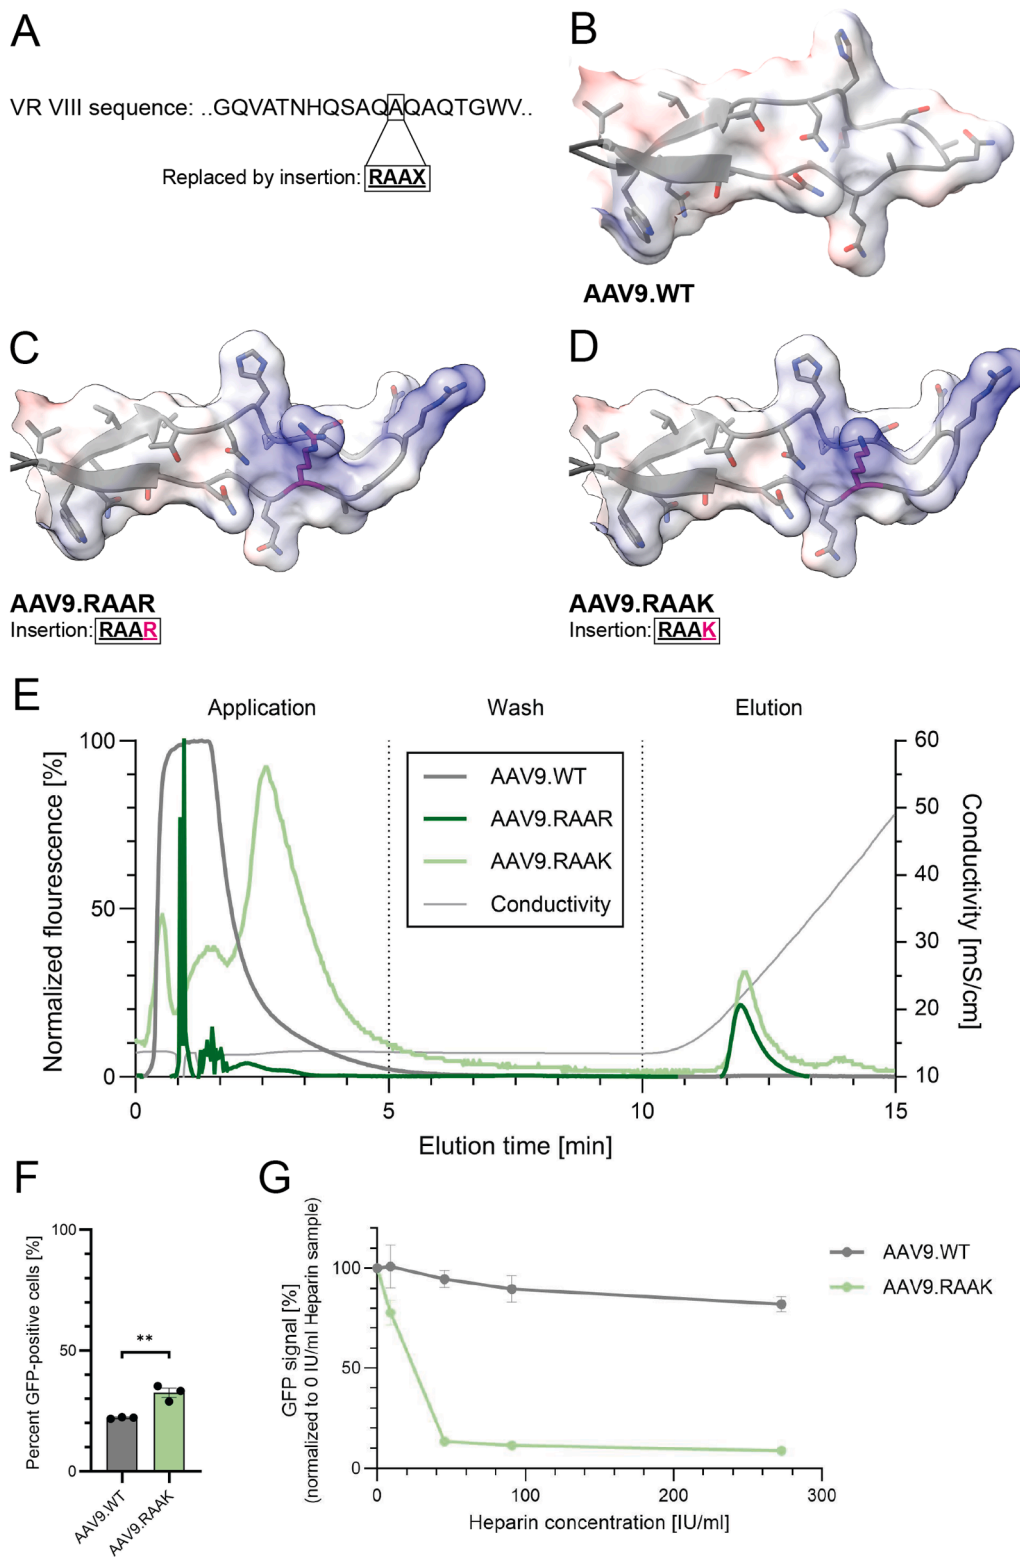 A
VR VIII sequence: ..GQVATNHQSAQAQAQTGWV..
Replaced by insertion: RAAX
B
AAV9.WT
C
AAV9.RAAR
Insertion: RAAR
D
AAV9.RAAK
Insertion: RAAK
E
Application
Wash
Elution
Normalized flourescence [%]
100
50
0
AAV9.WT
AAV9.RAAR
AAV9.RAAK
Conductivity
60
50
40
30
20
10
Conductivity [mS/cm]
0 5 10 15
Elution time [min]
F
Percent GFP-positive cells [%]
100
50
0
**
AAV9.WT
AAV9.RAAK
G
GFP signal [%]
(normalized to 0 IU/ml Heparin sample)
100
50
0
0 100 200 300
Heparin concentration [IU/ml]
AAV9.WT
AAV9.RAAK